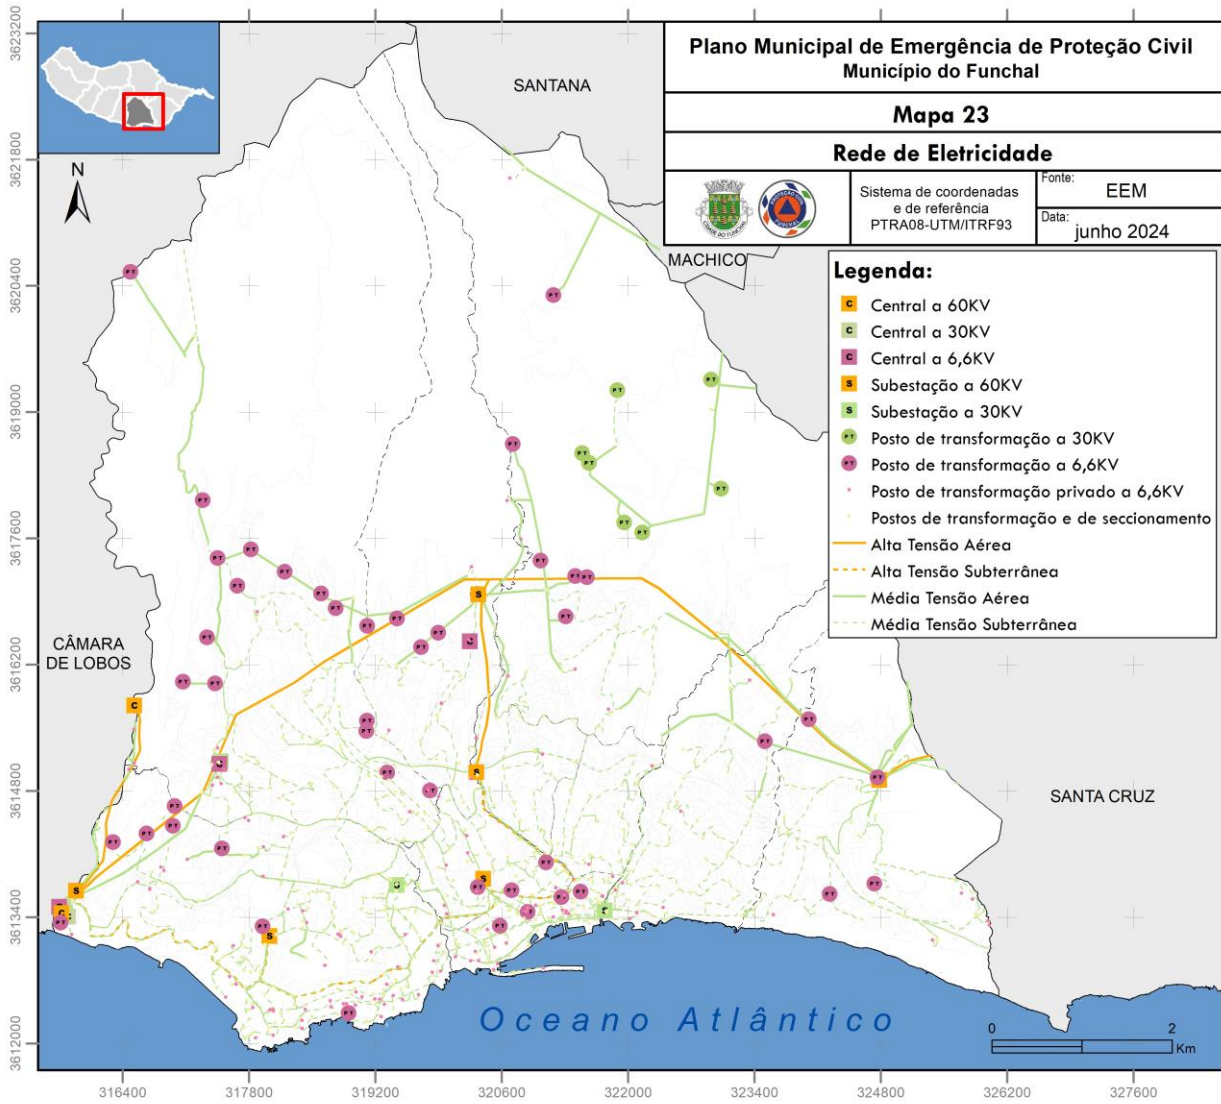 Plano Municipal de Emergência de Proteção Civil
Município do Funchal
Mapa 23
Rede de Eletricidade
CIDADE DO FUNCHAL
Sistema de coordenadas
e de referência
PTRA08-UTM/ITRF93
Fonte:
EEM
Data:
junho 2024
Legenda:
C Central a 60KV
C Central a 30KV
C Central a 6,6KV
S Subestação a 60KV
S Subestação a 30KV
PT Posto de transformação a 30KV
PT Posto de transformação a 6,6KV
Posto de transformação privado a 6,6KV
Postos de transformação e de seccionamento
Alta Tensão Aérea
Alta Tensão Subterrânea
Média Tensão Aérea
Média Tensão Subterrânea
N
SANTANA
MACHICO
CÂMARA
DE LOBOS
SANTA CRUZ
Oceano Atlântico
0 2
Km
3623200
3621800
3620400
3619000
3617600
3616200
3614800
3613400
3612000
316400 317800 319200 320600 322000 323400 324800 326200 327600